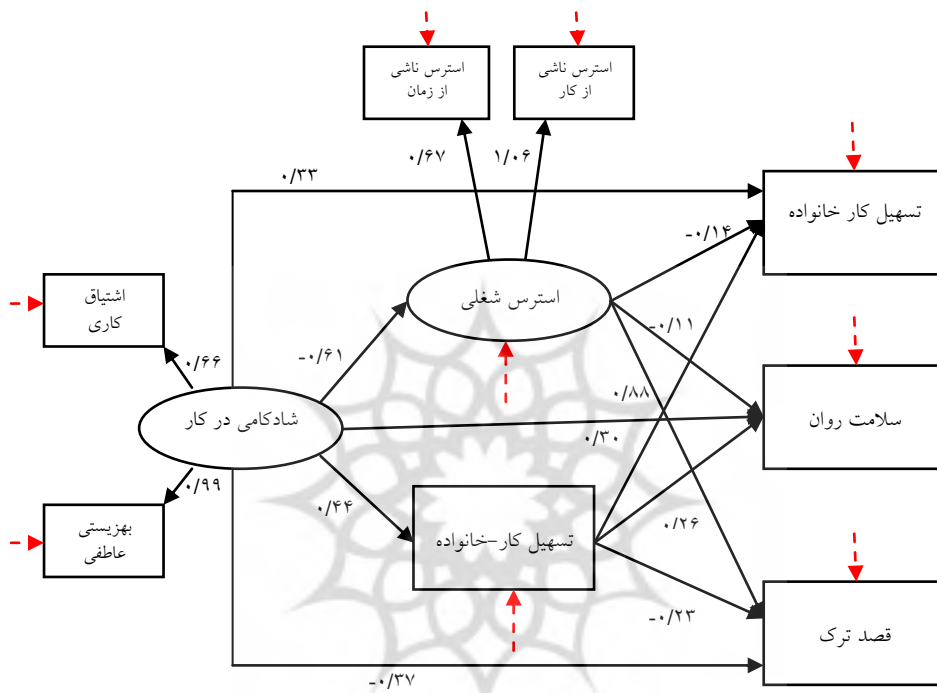 استرس ناشی
از زمان
استرس ناشی
از کار
۰/۶۷
۱/۰۶
۰/۳۳
تسهیل کار خانواده
-۰/۱۴
اشتیاق
کاری
استرس شغلی
-۰/۱۱
-۰/۶۱
۰/۶۶
۰/۸۸
شادکامی در کار
سلامت روان
۰/۳۰
۰/۹۹
۰/۴۴
بهزیستی
عاطفی
تسهیل کار-خانواده
۰/۲۶
-۰/۲۳
قصد ترک
-۰/۳۷